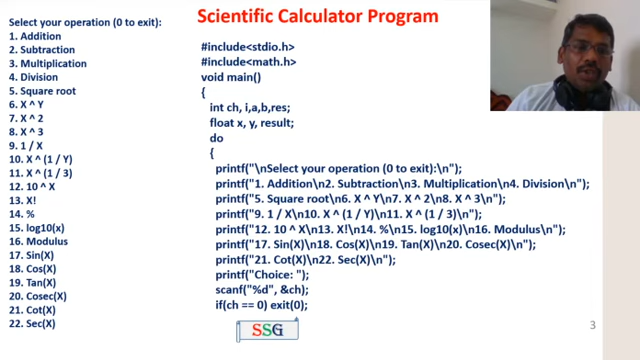 Scientific Calculator Program
Select your operation (0 to exit):
1. Addition
2. Subtraction
3. Multiplication
4. Division
5. Square root
6. X ^ Y
7. X ^ 2
8. X ^ 3
9. 1 / X
10. X ^ (1 / Y)
11. X ^ (1 / 3)
12. 10 ^ X
13. X!
14. %
15. log10(x)
16. Modulus
17. Sin(X)
18. Cos(X)
19. Tan(X)
20. Cosec(X)
21. Cot(X)
22. Sec(X)
#include<stdio.h>
#include<math.h>
void main()
{
int ch, i,a,b,res;
float x, y, result;
do
{
printf("\nSelect your operation (0 to exit):\n");
printf("1. Addition\n2. Subtraction\n3. Multiplication\n4. Division\n");
printf("5. Square root\n6. X ^ Y\n7. X ^ 2\n8. X ^ 3\n");
printf("9. 1 / X\n10. X ^ (1 / Y)\n11. X ^ (1 / 3)\n");
printf("12. 10 ^ X\n13. X!\n14. %\n15. log10(x)\n16. Modulus\n");
printf("17. Sin(X)\n18. Cos(X)\n19. Tan(X)\n20. Cosec(X)\n");
printf("21. Cot(X)\n22. Sec(X)\n");
printf("Choice: ");
scanf("%d", &ch);
if(ch == 0) exit(0);
SSG
3